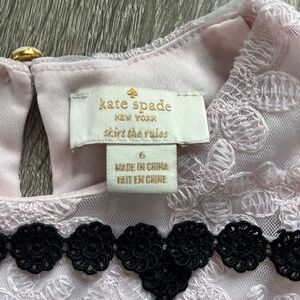 kate spade
NEW YORK
skirt the rules
6
MADE IN CHINA
FAIT EN CHINE